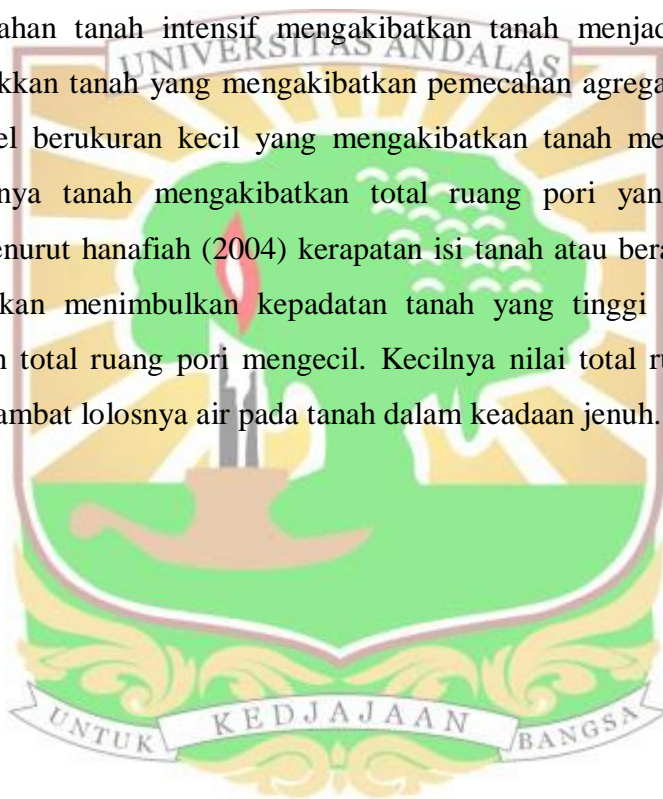 ahan tanah intensif mengakibatkan tanah menjad
UNIVERSITAS ANDALAS
kkan tanah yang mengakibatkan pemecahan agrega
el berukuran kecil yang mengakibatkan tanah me
nya tanah mengakibatkan total ruang pori yan
enurut hanafiah (2004) kerapatan isi tanah atau bera
kan menimbulkan kepadatan tanah yang tinggi
n total ruang pori mengecil. Kecilnya nilai total ru
ambat lolosnya air pada tanah dalam keadaan jenuh.
UNTUK KEDJAJAAN BANGSA